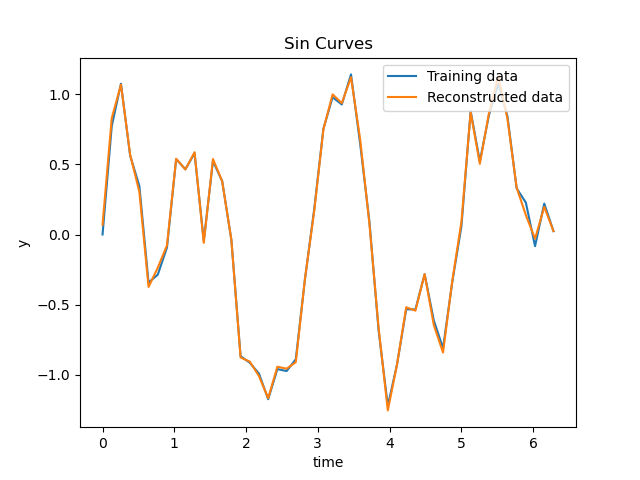 Sin Curves
Training data
Reconstructed data
1.0
0.5
0.0
−0.5
−1.0
y
0 1 2 3 4 5 6
time